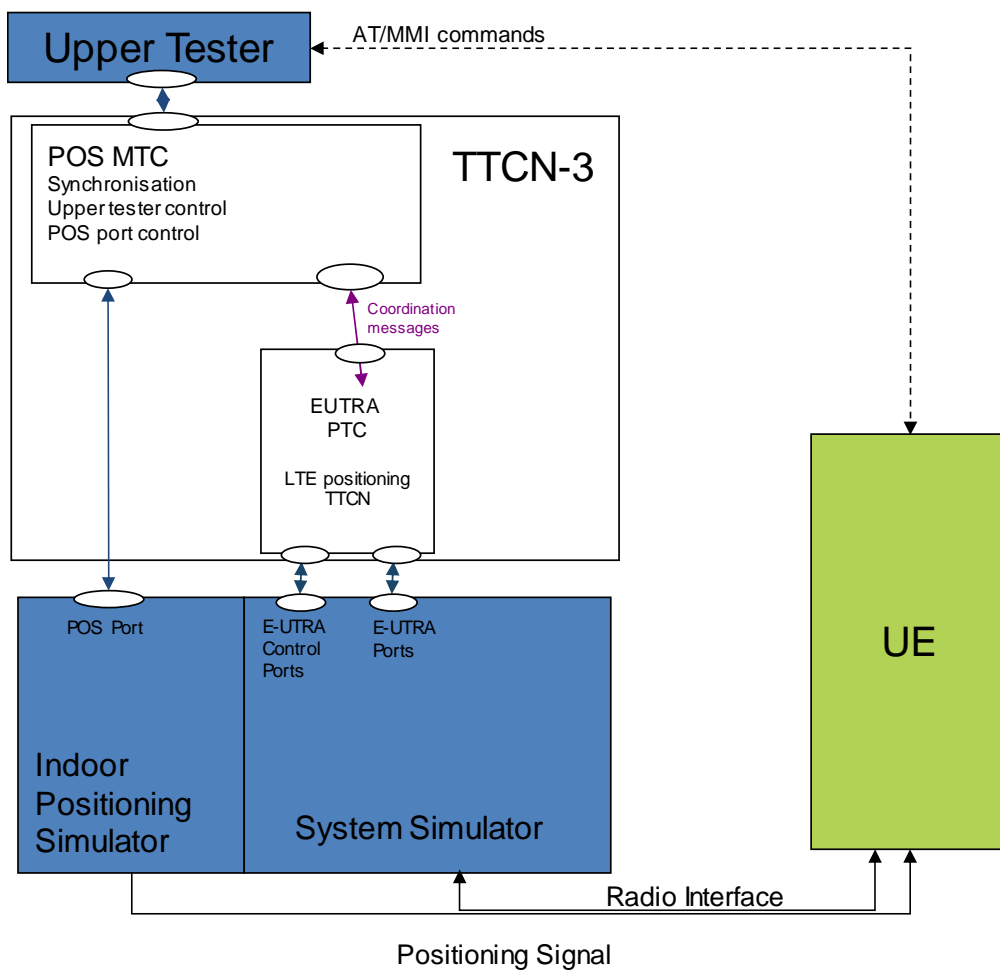 Upper Tester
AT/MMI commands
POS MTC
Synchronisation
Upper tester control
POS port control
TTCN-3
Coordination
messages
EUTRA
PTC
LTE positioning
TTCN
POS Port
E-UTRA
Control
Ports
E-UTRA
Ports
UE
Indoor
Positioning
Simulator
System Simulator
Radio Interface
Positioning Signal